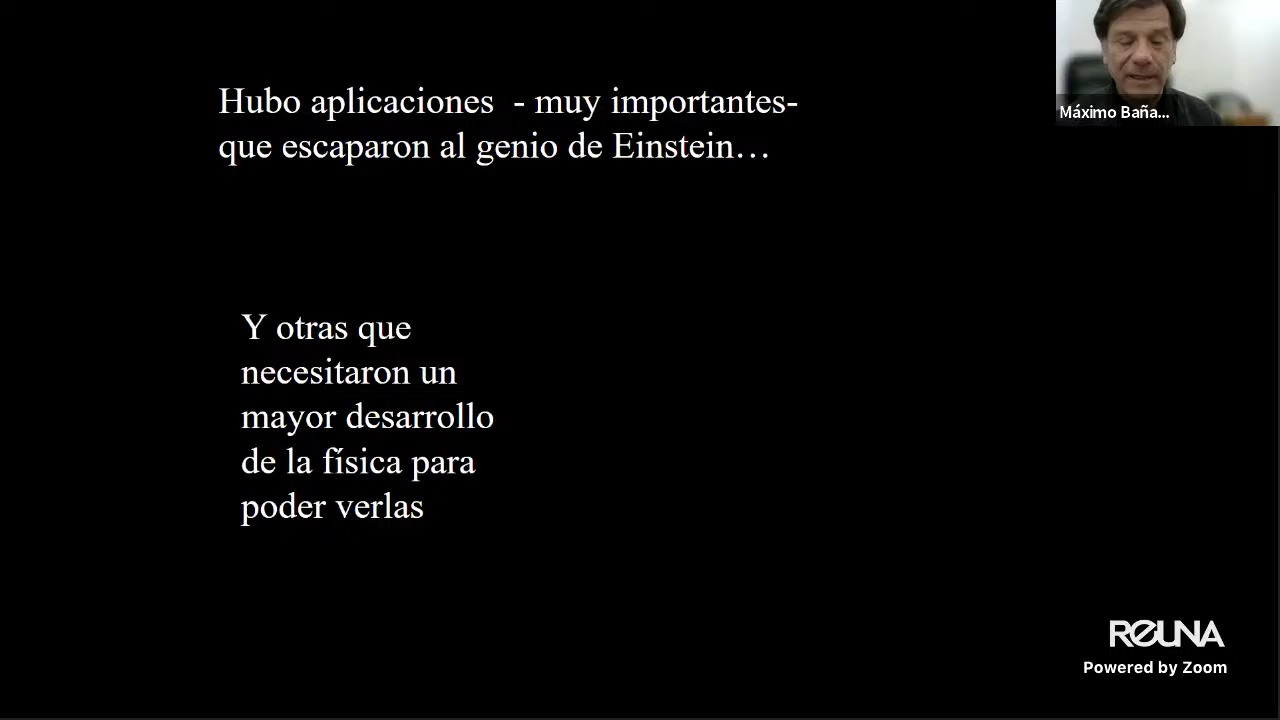 Hubo aplicaciones - muy importantes-
que escaparon al genio de Einstein…
Máximo Baña...
Y otras que
necesitaron un
mayor desarrollo
de la física para
poder verlas
REUNA
Powered by Zoom